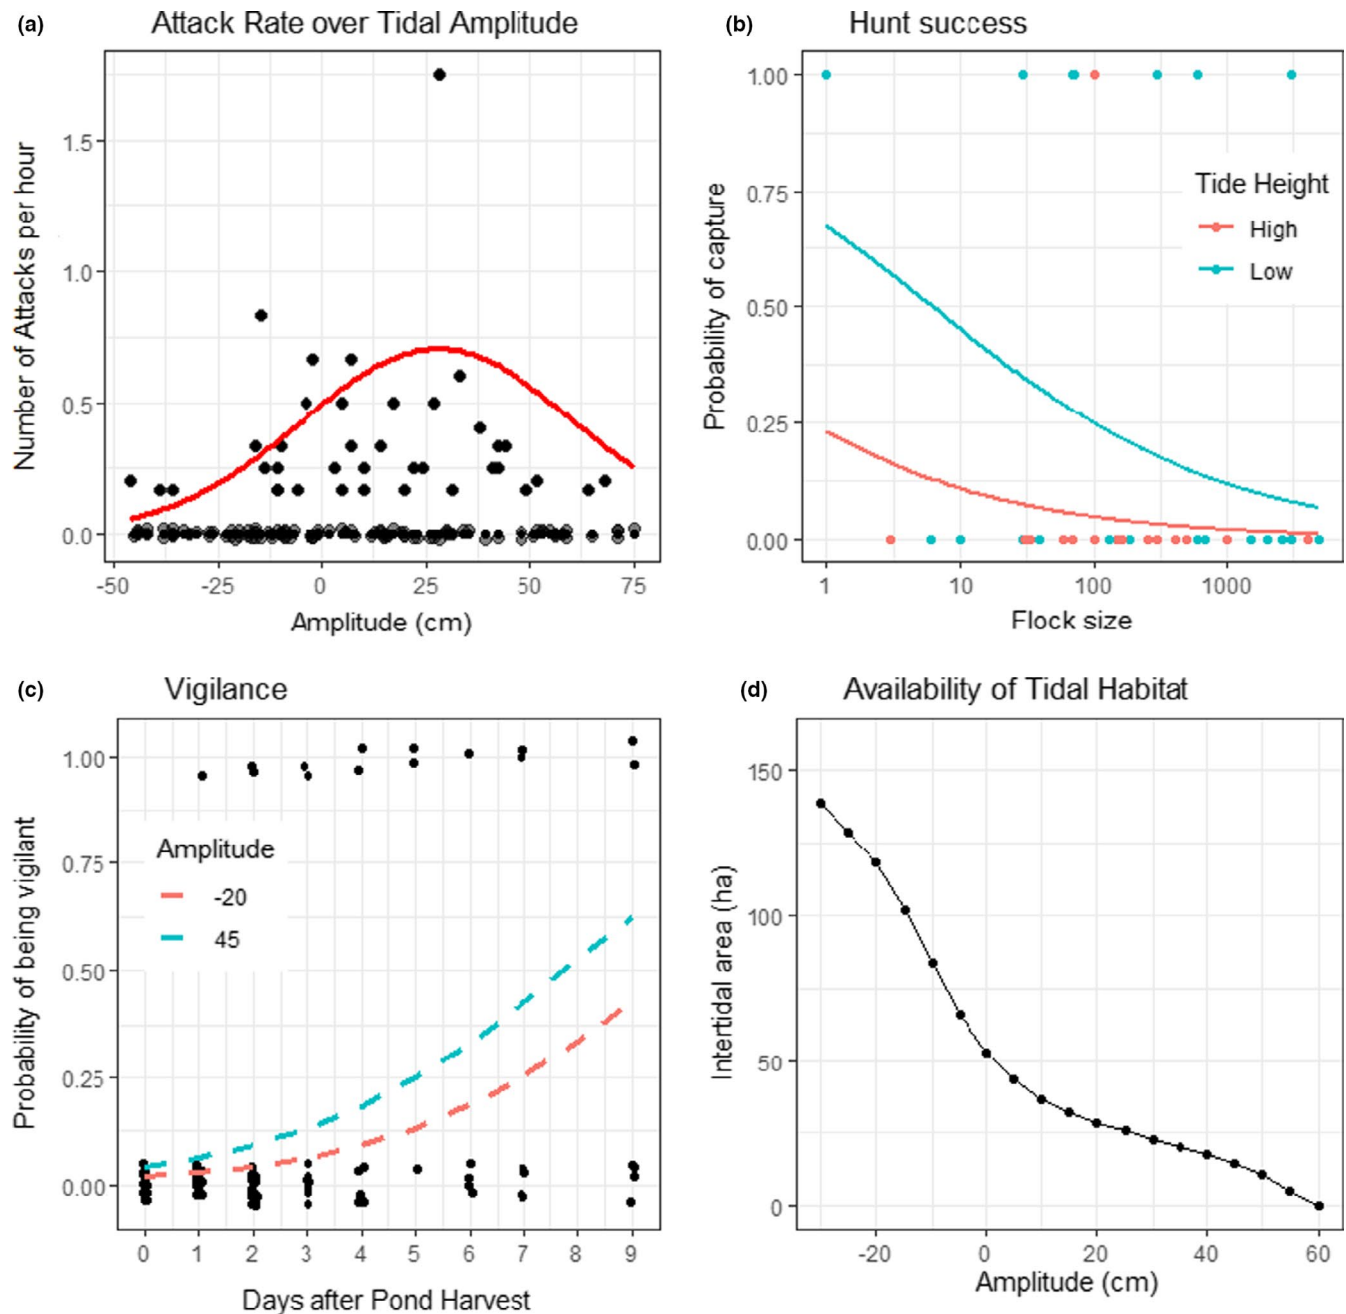 (a) Attack Rate over Tidal Amplitude
Number of Attacks per hour
1.5
1.0
0.5
0.0
-50 -25 0 25 50 75
Amplitude (cm)
(b) Hunt success
Probability of capture
1.00
0.75
0.50
0.25
0.00
Tide Height
High
Low
1 10 100 1000
Flock size
(c) Vigilance
Probability of being vigilant
1.00
0.75
0.50
0.25
0.00
Amplitude
-20
45
0 1 2 3 4 5 6 7 8 9
Days after Pond Harvest
(d) Availability of Tidal Habitat
Intertidal area (ha)
150
100
50
0
-20 0 20 40 60
Amplitude (cm)